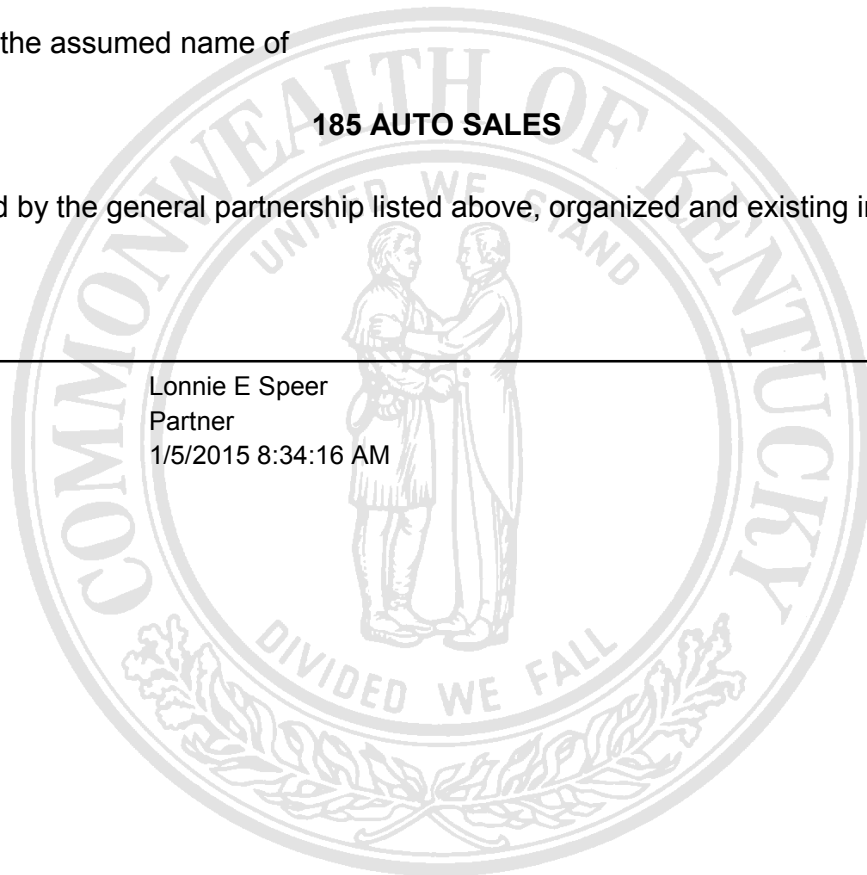 the assumed name of
185 AUTO SALES
by the general partnership listed above, organized and existing
Lonnie E Speer
Partner
1/5/2015 8:34:16 AM
COMMONWEALTH OF KENTUCKY
UNITED WE STAND
DIVIDED WE FALL